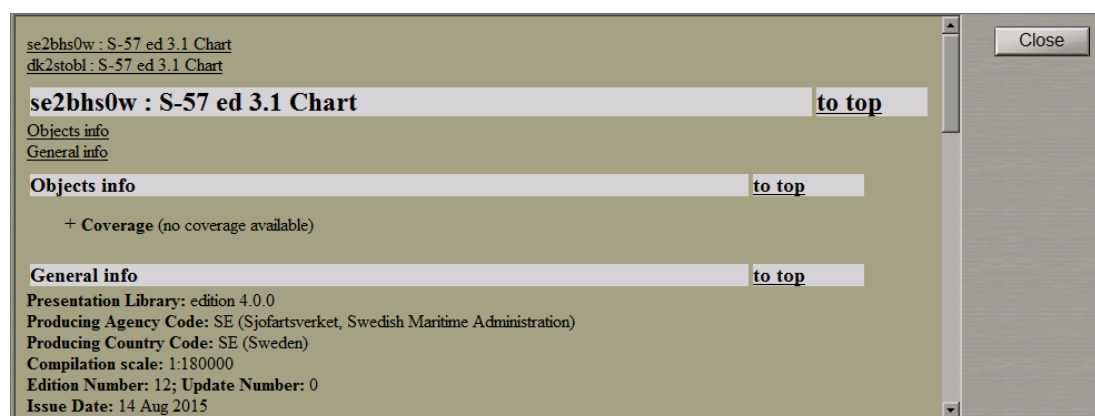 se2bhs0w : S-57 ed 3.1 Chart
dk2stobl : S-57 ed 3.1 Chart
se2bhs0w : S-57 ed 3.1 Chart to top
Objects info
General info
Objects info to top
+ Coverage (no coverage available)
General info to top
Presentation Library: edition 4.0.0
Producing Agency Code: SE (Sjofartsverket, Swedish Maritime Administration)
Producing Country Code: SE (Sweden)
Compilation scale: 1:180000
Edition Number: 12; Update Number: 0
Issue Date: 14 Aug 2015
Close